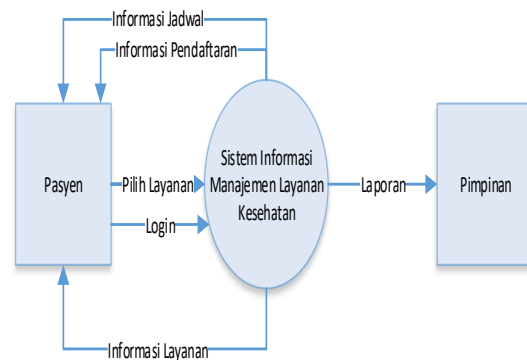 Informasi Jadwal
Informasi Pendaftaran
Pasyen
Pilih Layanan
Login
Sistem Informasi
Manajemen Layanan
Kesehatan
Laporan
Pimpinan
Informasi Layanan